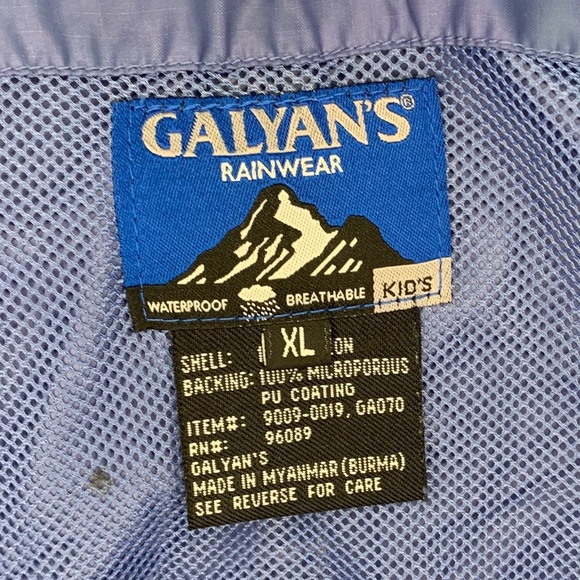 GALYAN'S®
RAINWEAR
WATERPROOF BREATHABLE KID'S
XL
SHELL: ON
BACKING: 100% MICROPOROUS
PU COATING
ITEM#: 9009-0019, GA070
RN#: 96089
GALYAN'S
MADE IN MYANMAR (BURMA)
SEE REVERSE FOR CARE